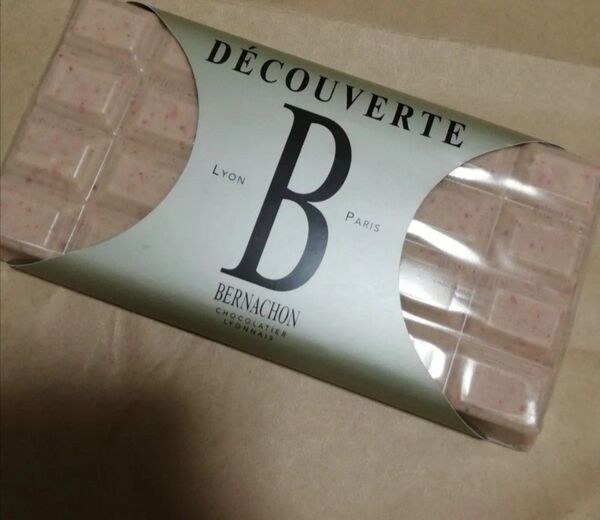 DÉCOUVERTE
B
LYON PARIS
BERNACHON
CHOCOLATIER
LYONNAIS